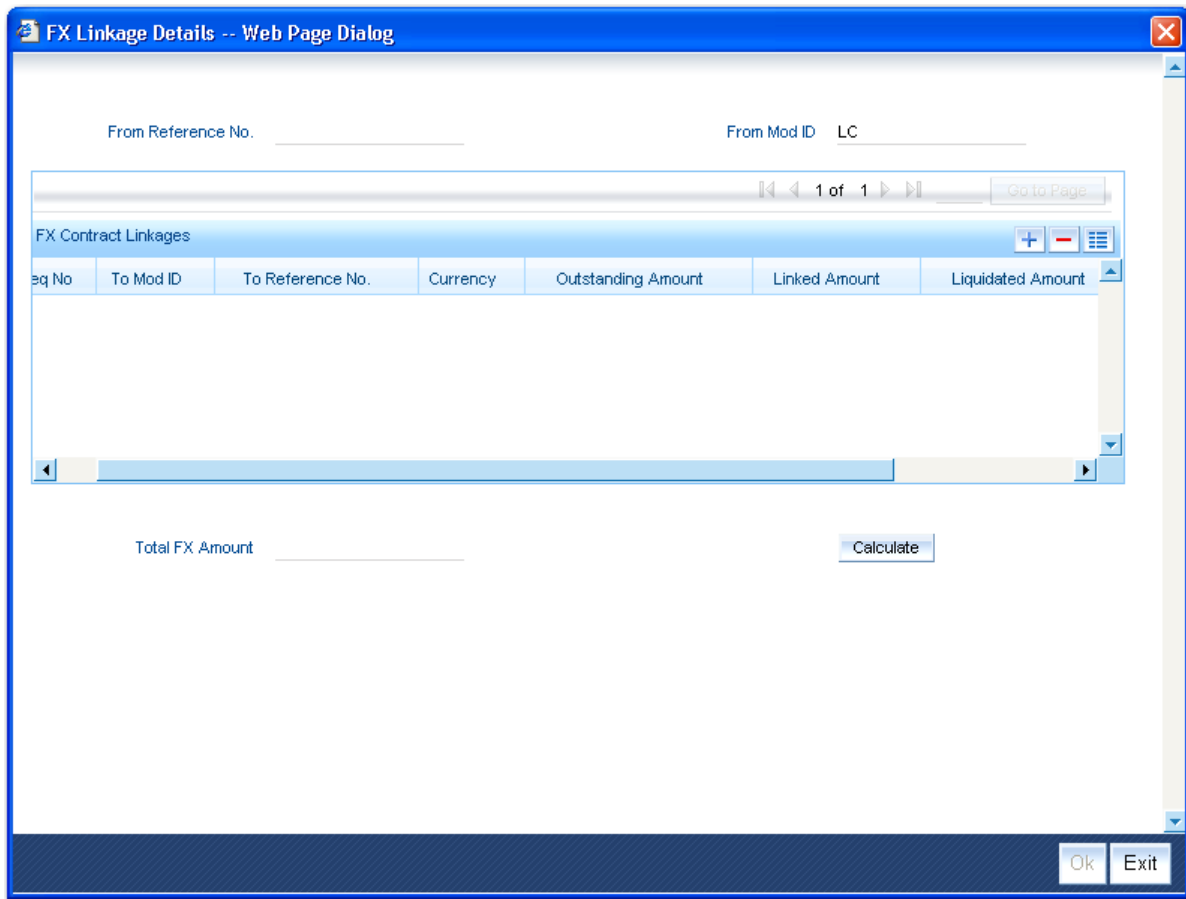 FX Linkage Details -- Web Page Dialog
From Reference No. From Mod ID LC
1 of 1 Go to Page
FX Contract Linkages
eq No To Mod ID To Reference No. Currency Outstanding Amount Linked Amount Liquidated Amount
Total FX Amount Calculate
Ok Exit